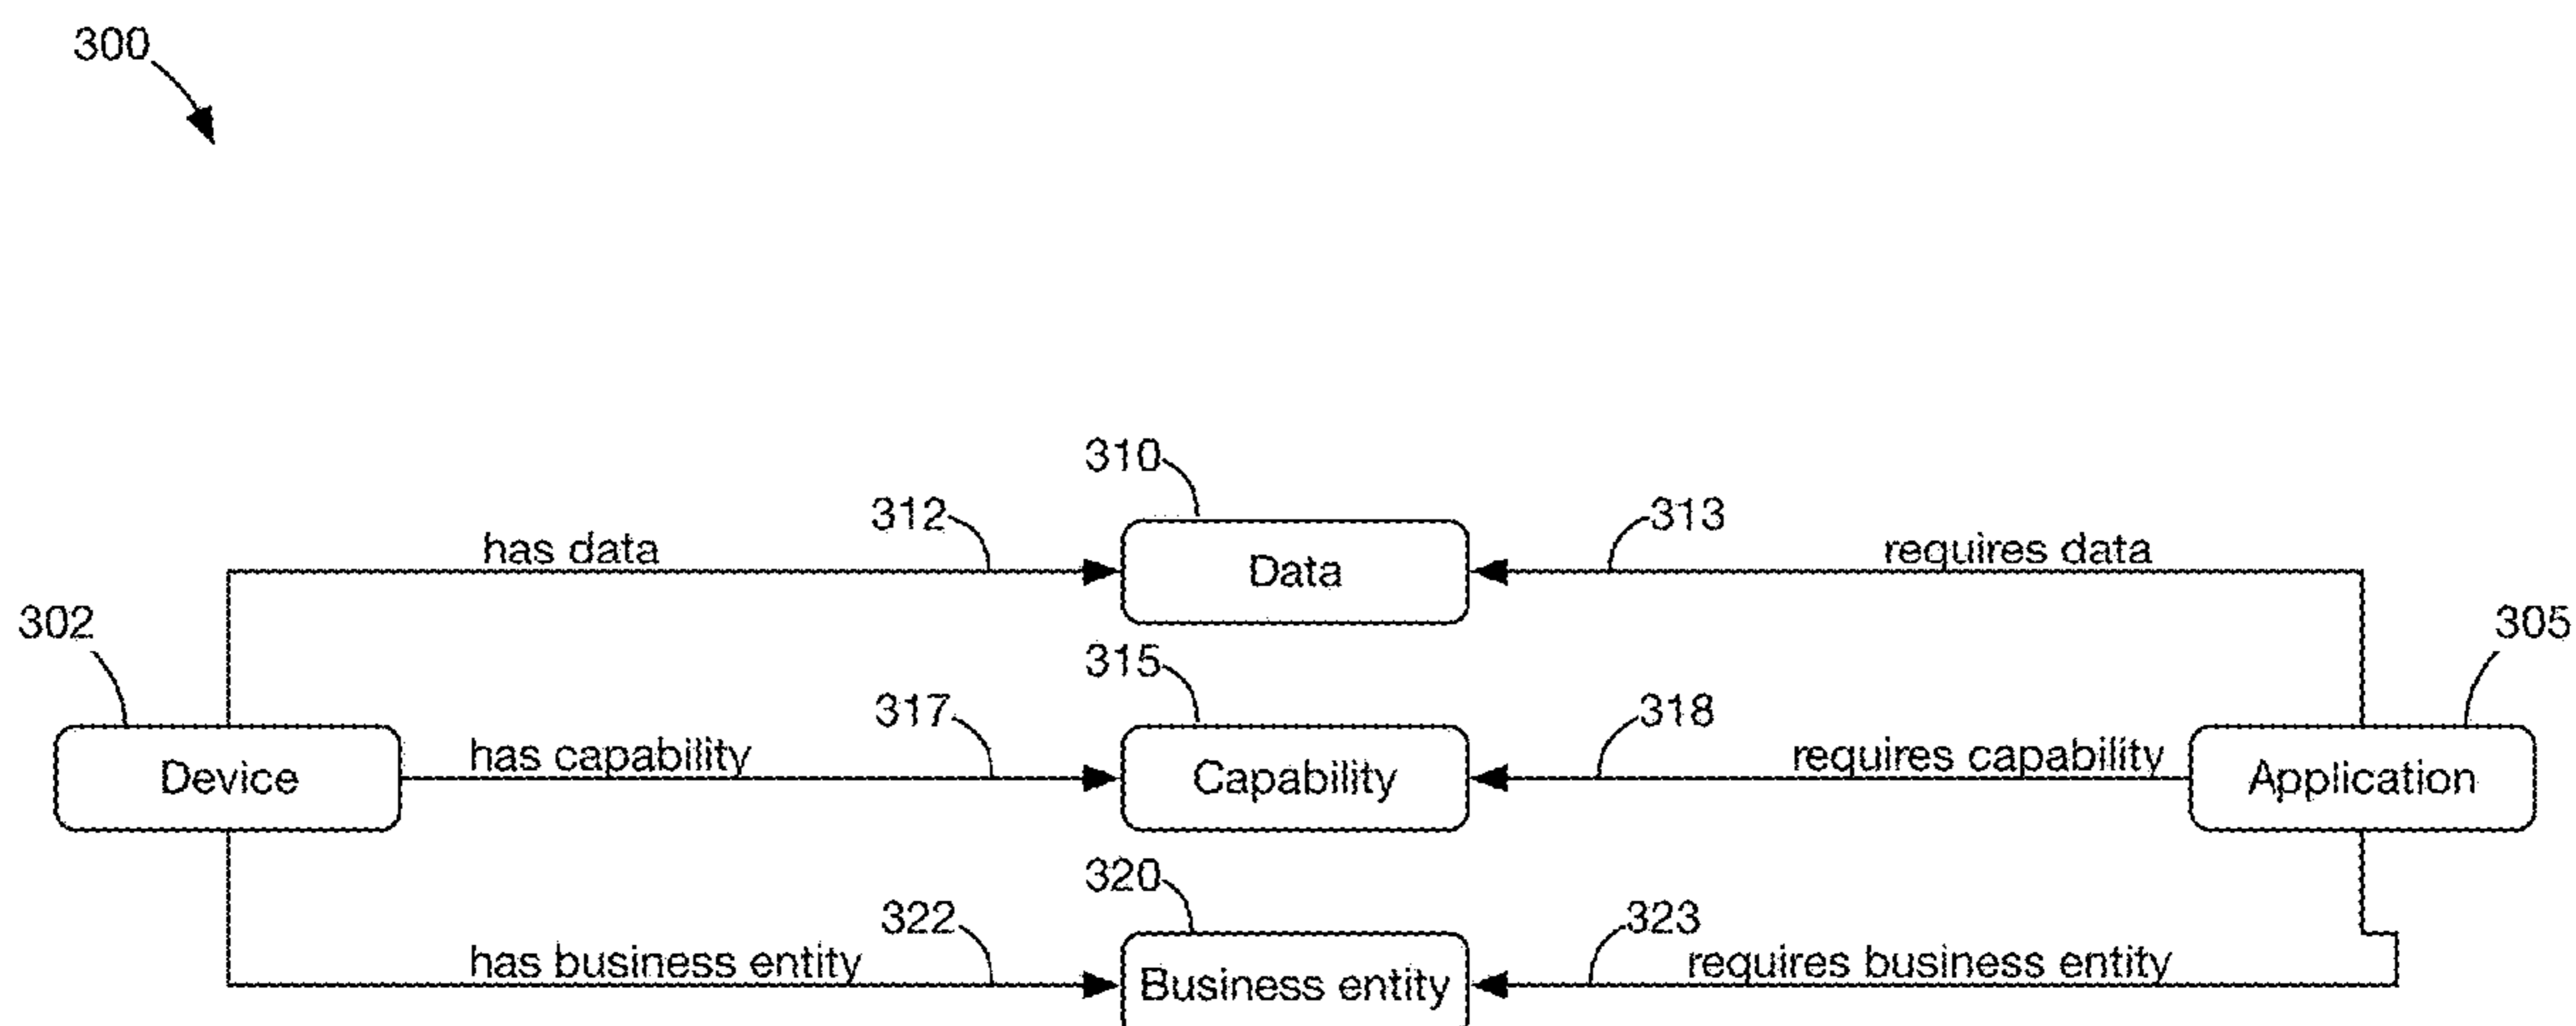 300
310
312
313
has data
requires data
Data
302
305
315
317
318
has capability
requires capability
Device
Capability
Application
320
322
323
has business entity
requires business entity
Business entity